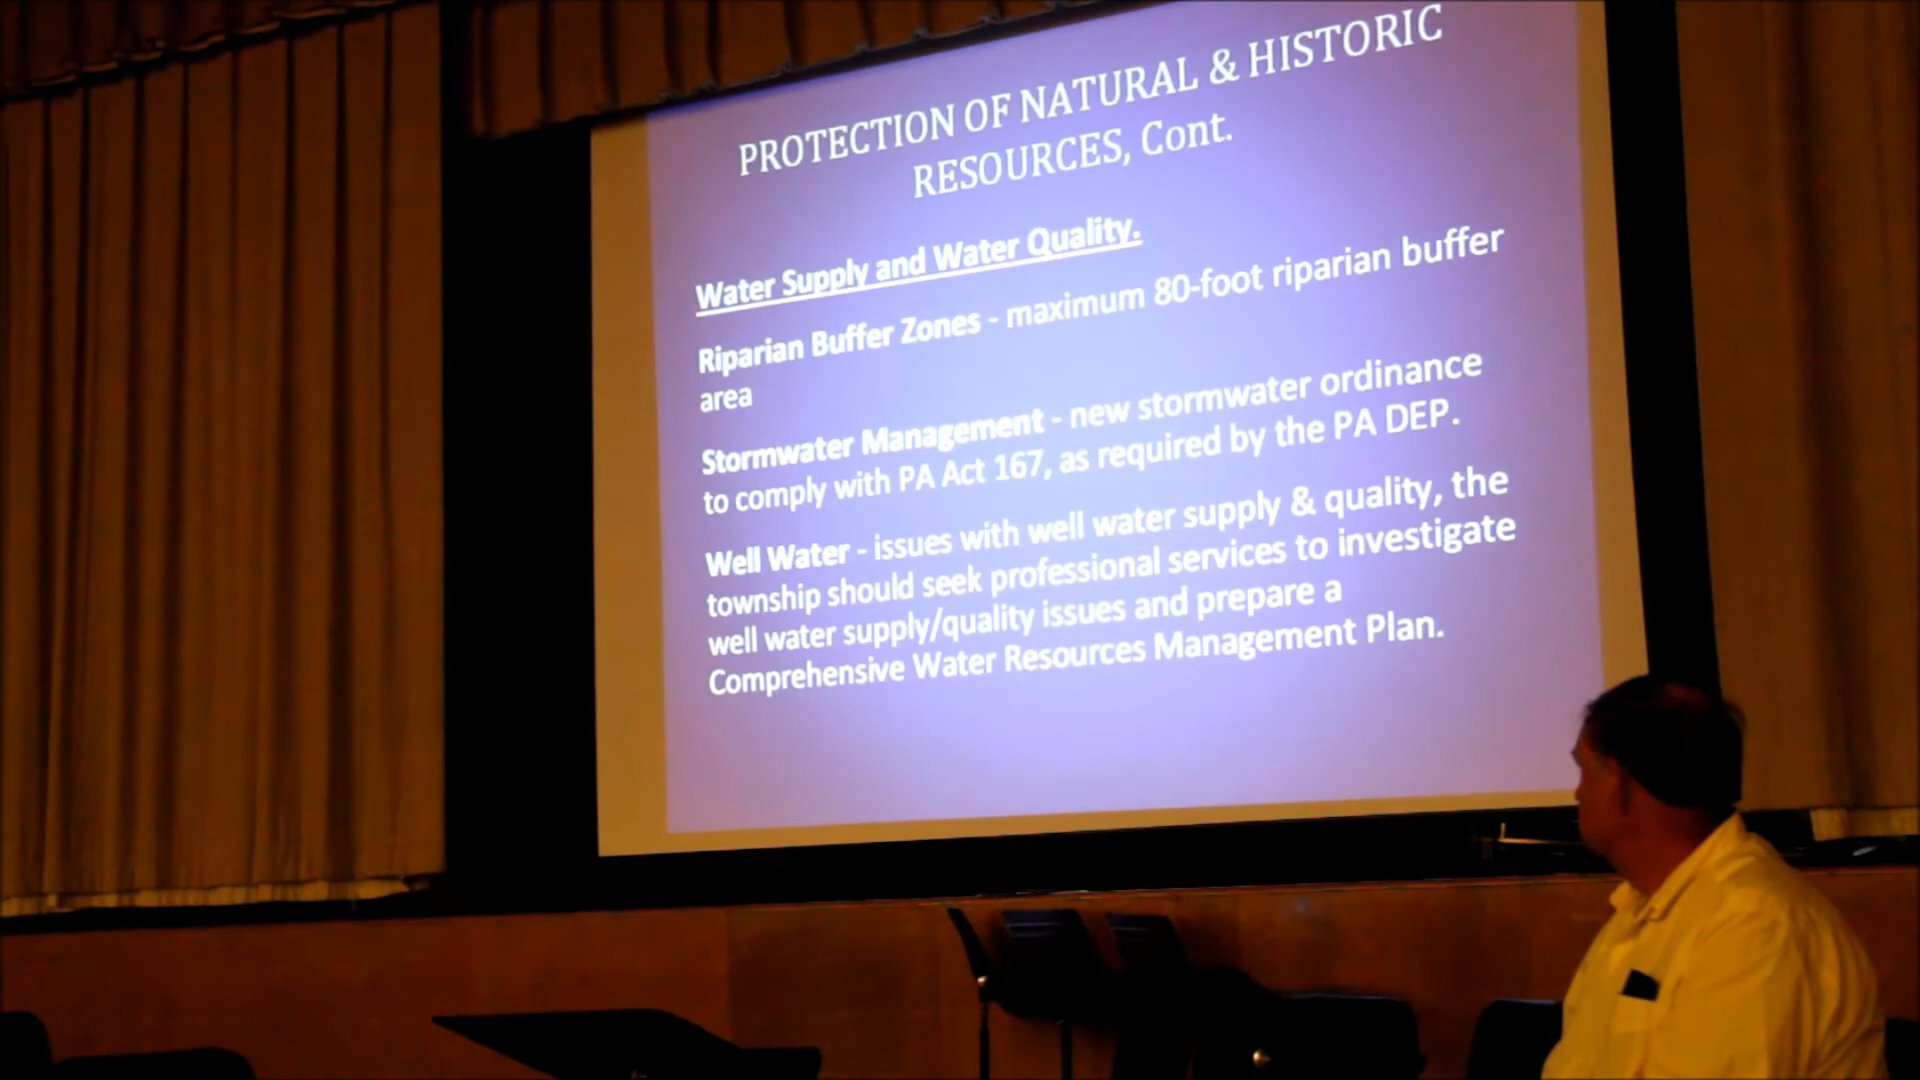 PROTECTION OF NATURAL & HISTORIC
RESOURCES, Cont.
Water Supply and Water Quality.
Riparian Buffer Zones - maximum 80-foot riparian buffer
area
Stormwater Management - new stormwater ordinance
to comply with PA Act 167, as required by the PA DEP.
Well Water - issues with well water supply & quality, the
township should seek professional services to investigate
well water supply/quality issues and prepare a
Comprehensive Water Resources Management Plan.